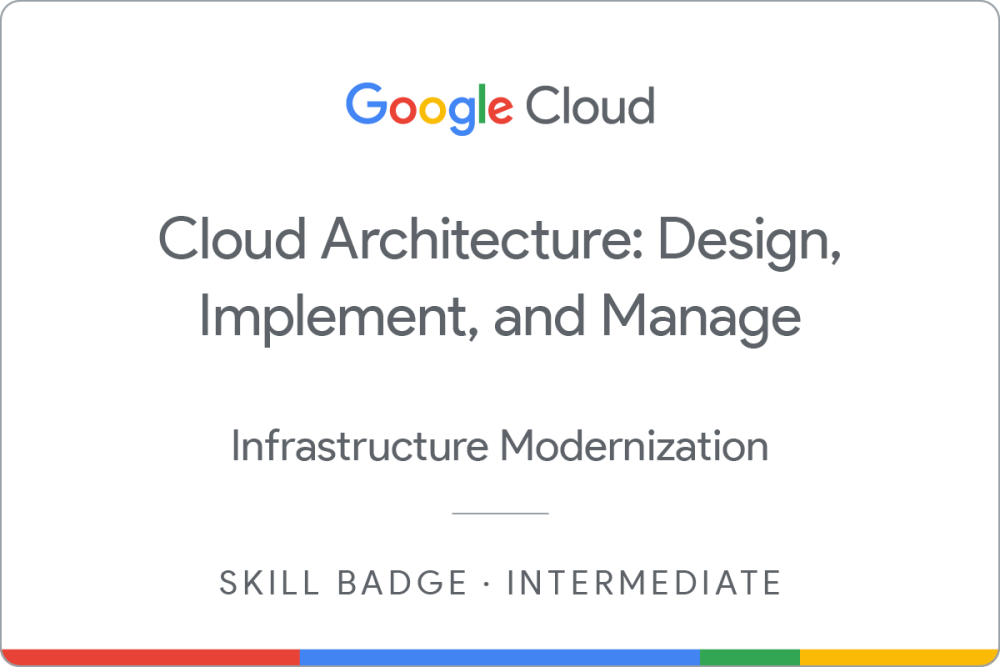 Google Cloud
Cloud Architecture: Design,
Implement, and Manage
Infrastructure Modernization
SKILL BADGE · INTERMEDIATE